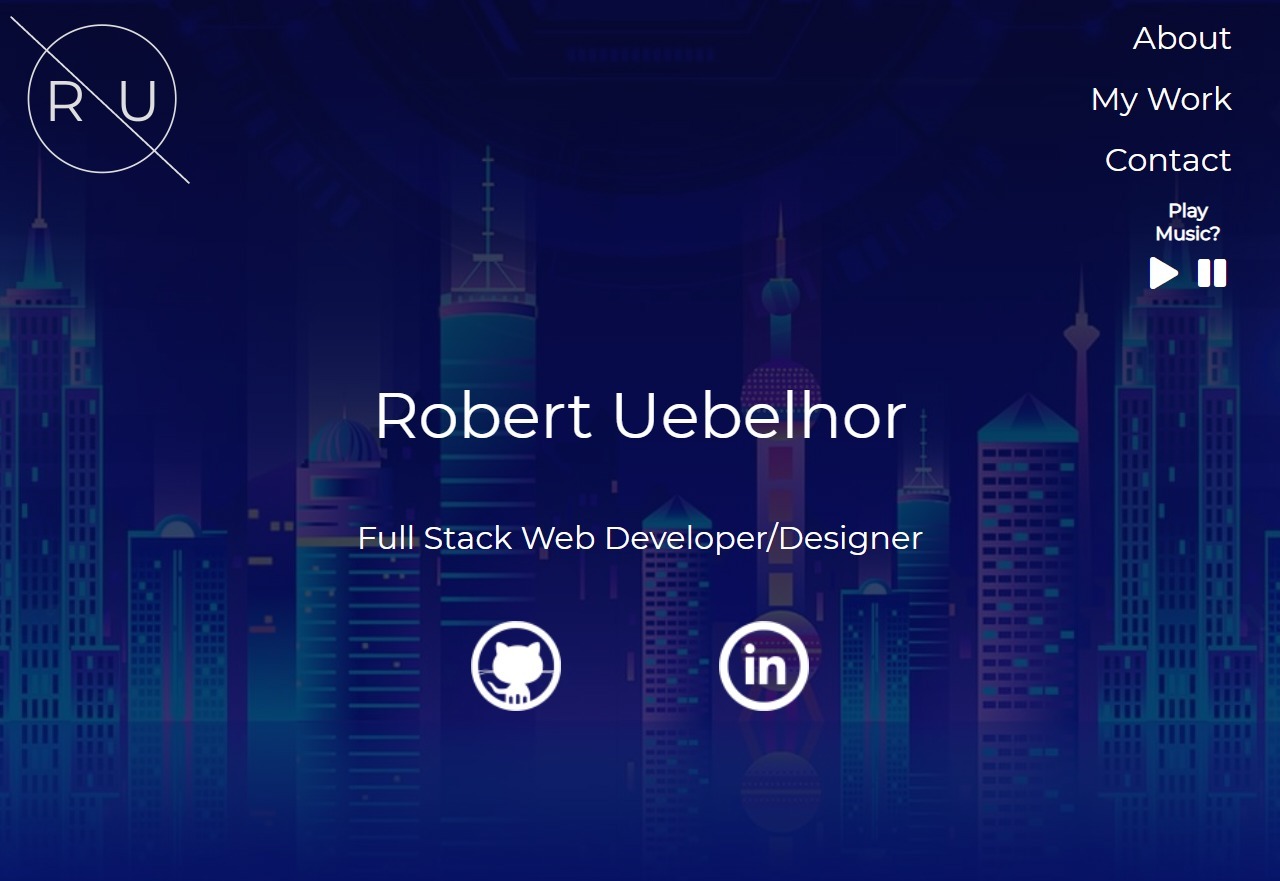 R U
About
My Work
Contact
Play
Music?
Robert Uebelhor
Full Stack Web Developer/Designer
in